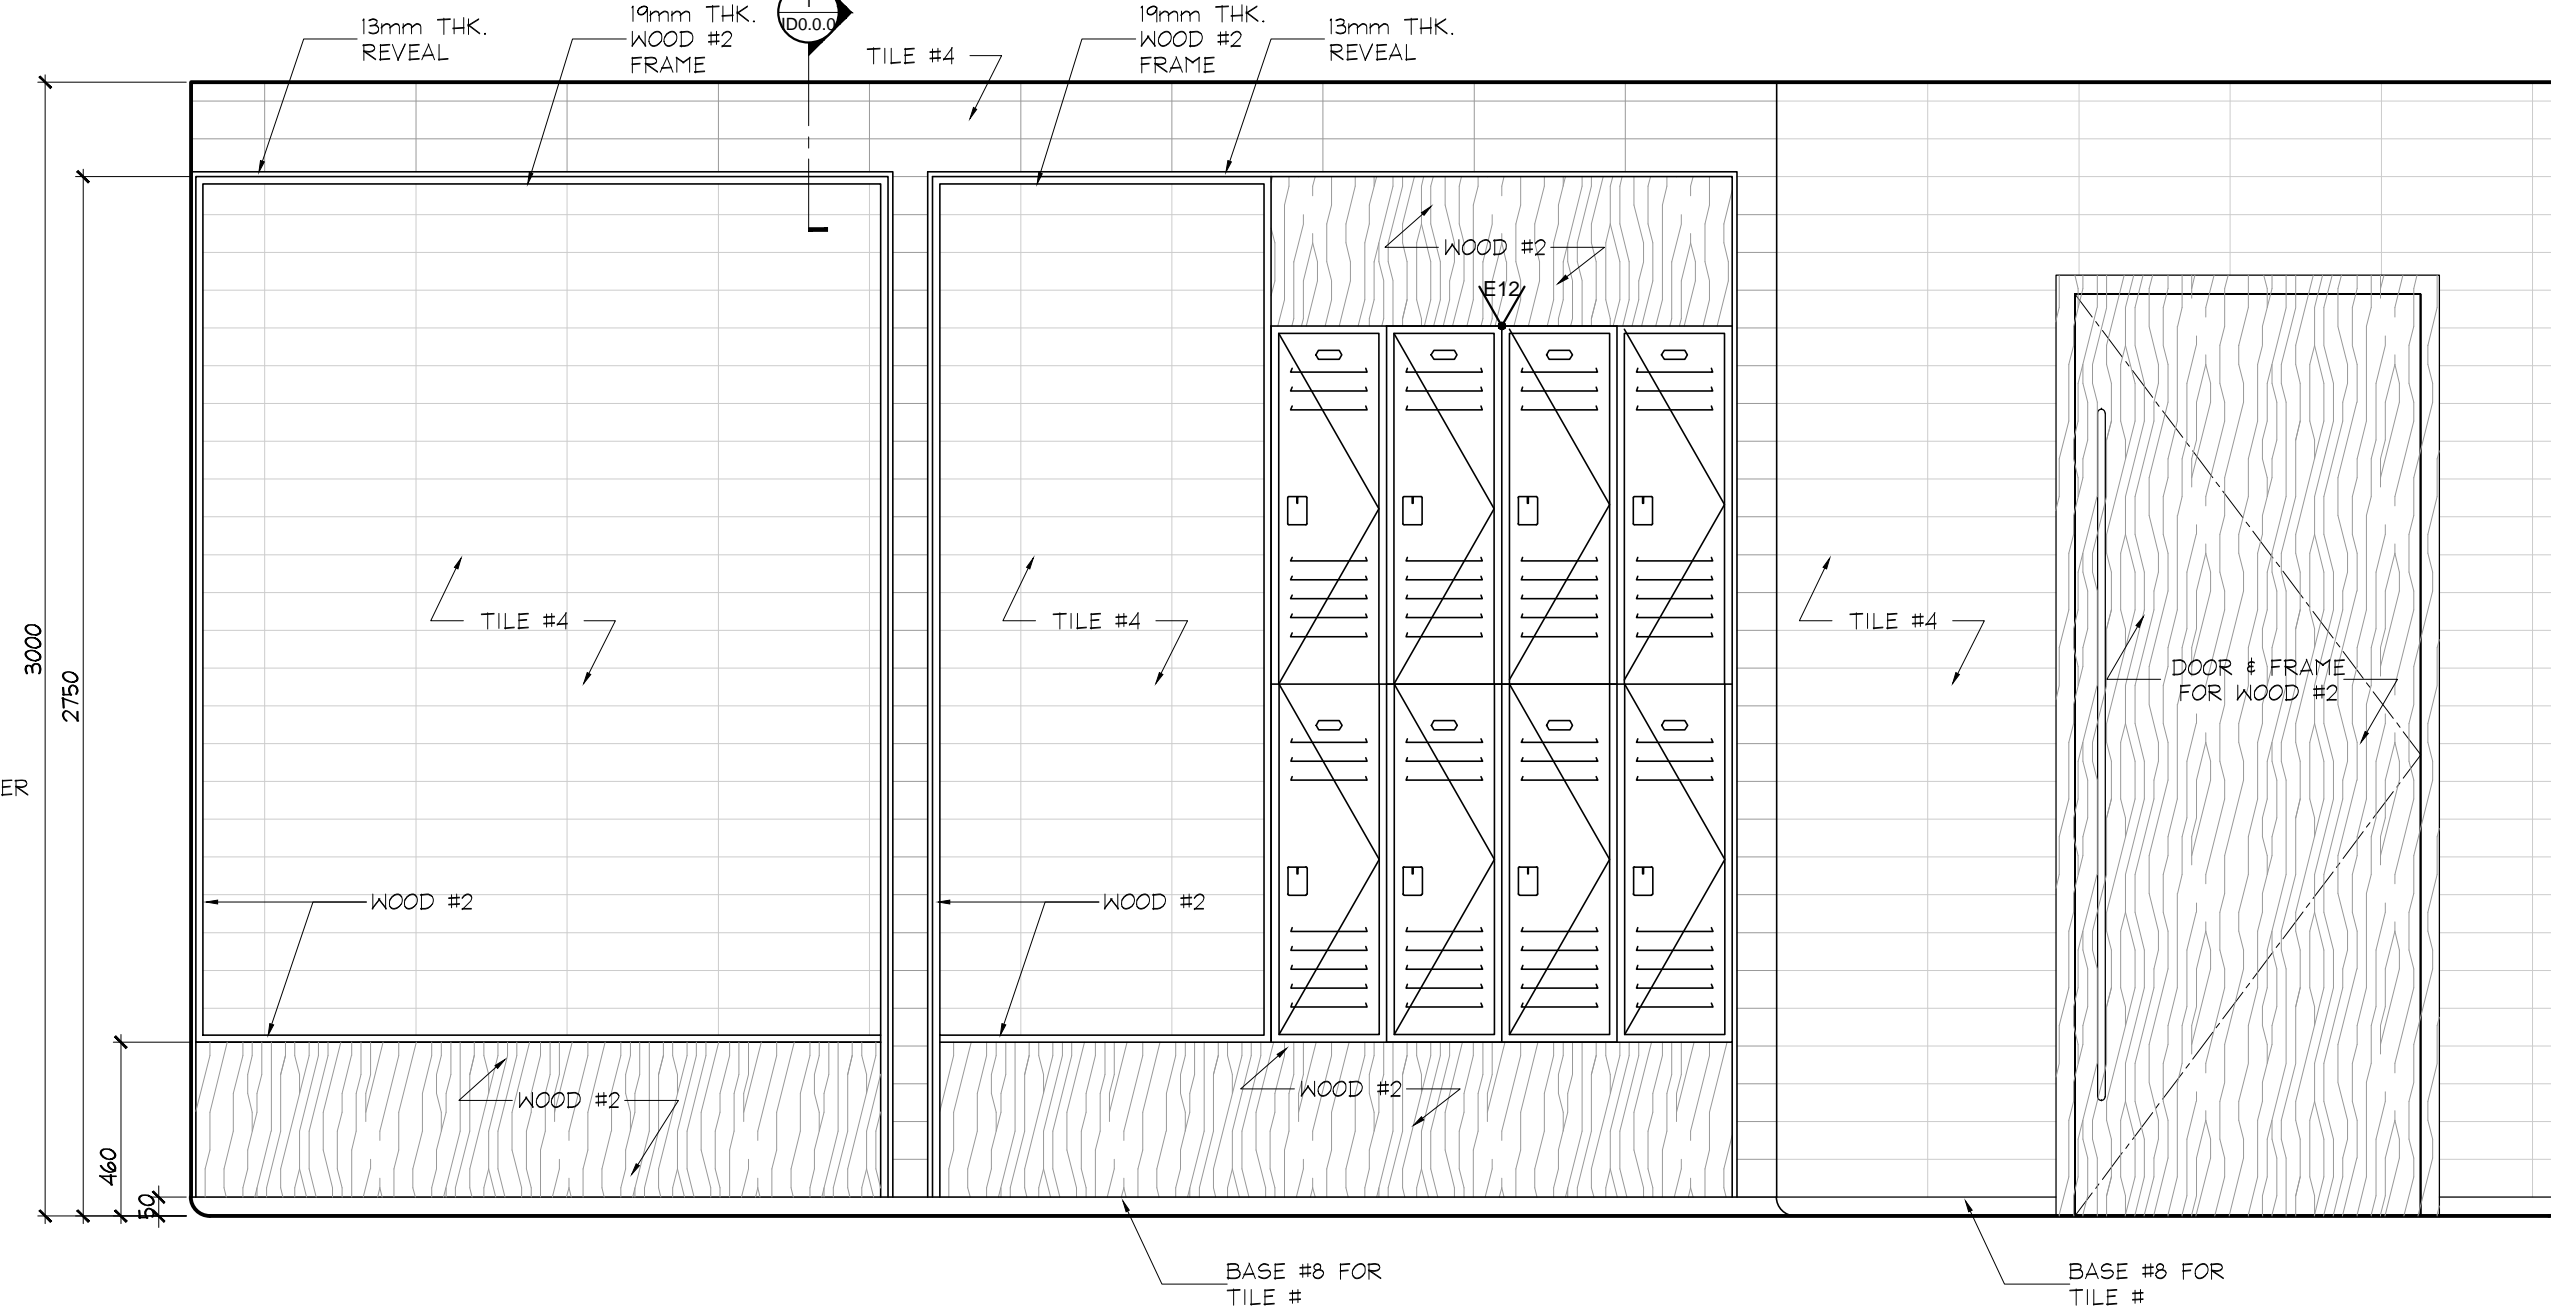 13mm THK.
REVEAL
19mm THK.
WOOD #2
FRAME
ID0.0.0
TILE #4
19mm THK.
WOOD #2
FRAME
13mm THK.
REVEAL
WOOD #2
E12
3000
2750
TILE #4
TILE #4
TILE #4
DOOR & FRAME
FOR WOOD #2
ER
WOOD #2
WOOD #2
460
50
WOOD #2
WOOD #2
BASE #8 FOR
TILE #
BASE #8 FOR
TILE #